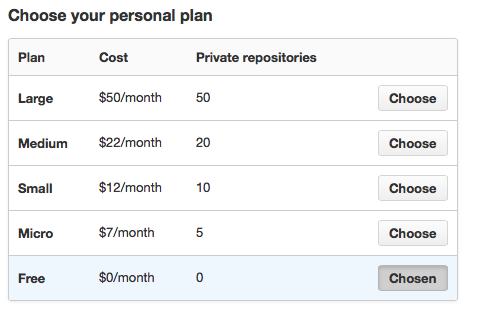 Choose your personal plan
Plan Cost Private repositories
Large $50/month 50 Choose
Medium $22/month 20 Choose
Small $12/month 10 Choose
Micro $7/month 5 Choose
Free $0/month 0 Chosen